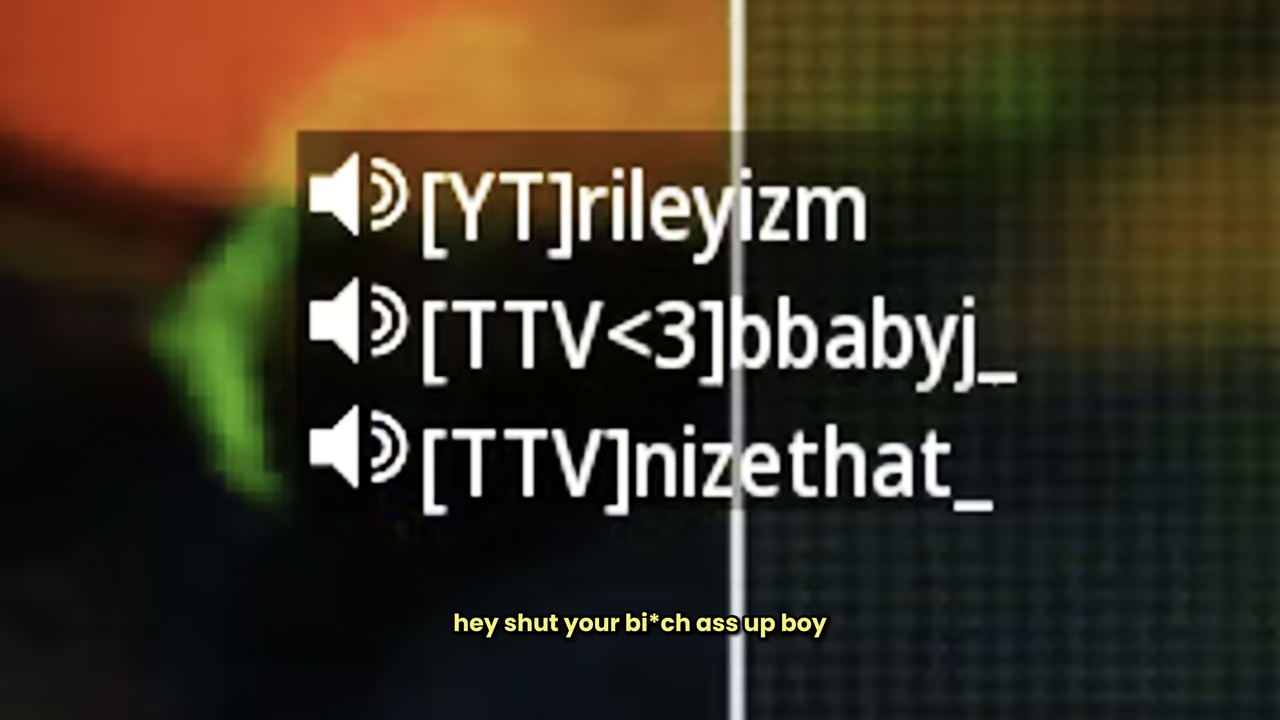 [YT]rileyizm
[TTV<3]bbabyj_
[TTV]nizethat_
hey shut your bi*ch ass up boy